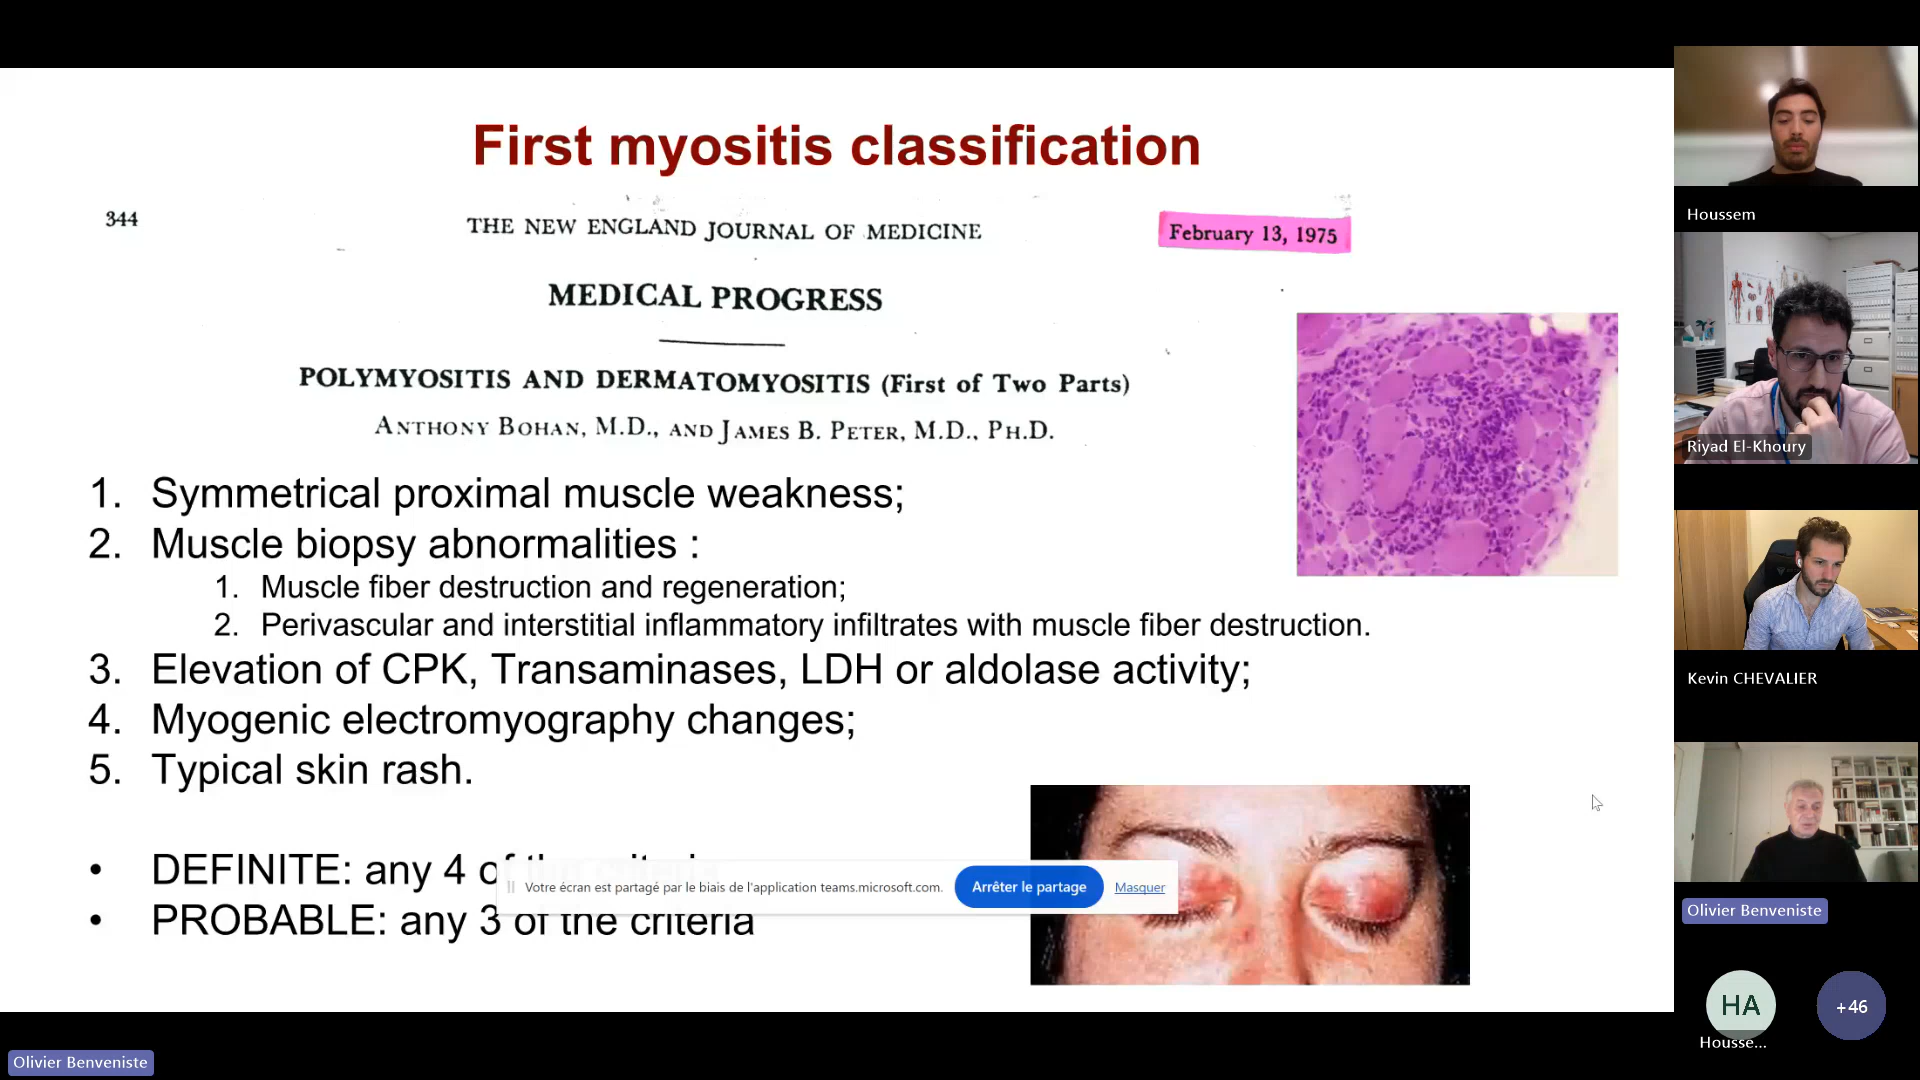 First myositis classification
344
THE NEW ENGLAND JOURNAL OF MEDICINE
February 13, 1975
MEDICAL PROGRESS
POLYMYOSITIS AND DERMATOMYOSITIS (First of Two Parts)
ANTHONY BOHAN, M.D., AND JAMES B. PETER, M.D., PH.D.
1. Symmetrical proximal muscle weakness;
2. Muscle biopsy abnormalities :
1. Muscle fiber destruction and regeneration;
2. Perivascular and interstitial inflammatory infiltrates with muscle fiber destruction.
3. Elevation of CPK, Transaminases, LDH or aldolase activity;
4. Myogenic electromyography changes;
5. Typical skin rash.
• DEFINITE: any 4 of the criteria
Votre écran est partagé par le biais de l'application teams.microsoft.com.
Arrêter le partage
Masquer
• PROBABLE: any 3 of the criteria
Olivier Benveniste
Houssem
Riyad El-Khoury
Kevin CHEVALIER
Olivier Benveniste
HA
+46
Housse...